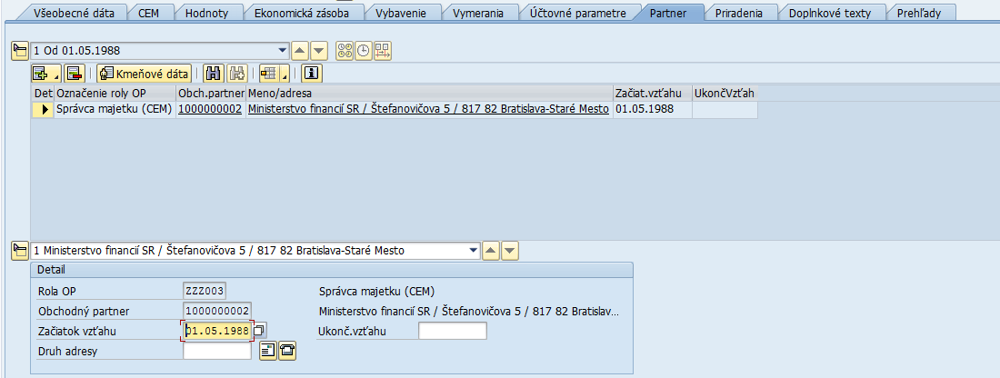 Všeobecné dáta CEM Hodnoty Ekonomická zásoba Vybavenie Vymerania Účtovné parametre Partner Priradenia Doplnkové texty Prehľady
1 Od 01.05.1988
Kmeňové dáta
Det Označenie roly OP Obch.partner Meno/adresa Začiat.vzťahu UkončVzťah
Správca majetku (CEM) 1000000002 Ministerstvo financií SR / Štefanovičova 5 / 817 82 Bratislava-Staré Mesto 01.05.1988
1 Ministerstvo financií SR / Štefanovičova 5 / 817 82 Bratislava-Staré Mesto
Detail
Rola OP ZZZ003 Správca majetku (CEM)
Obchodný partner 1000000002 Ministerstvo financií SR / Štefanovičova 5 / 817 82 Bratislav...
Začiatok vzťahu 01.05.1988 Ukonč.vzťahu
Druh adresy